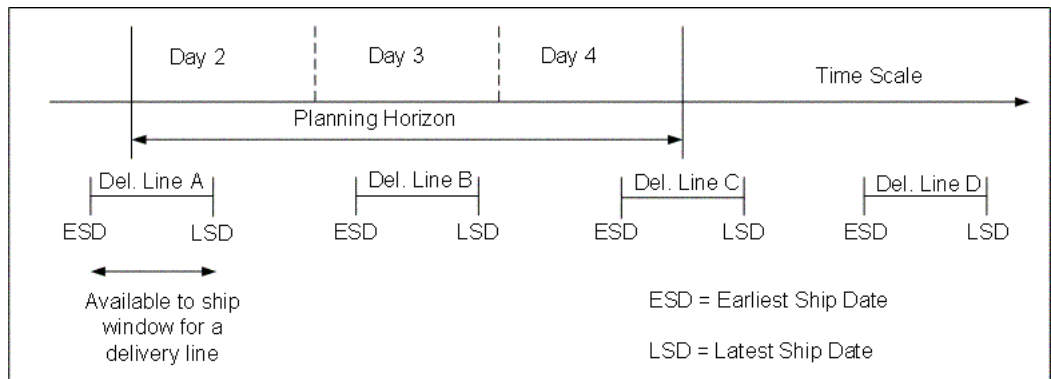 Day 2
Day 3
Day 4
Time Scale
Planning Horizon
Del. Line A
Del. Line B
Del. Line C
Del. Line D
ESD
LSD
ESD
LSD
ESD
LSD
ESD
LSD
Available to ship
window for a
delivery line
ESD = Earliest Ship Date
LSD = Latest Ship Date